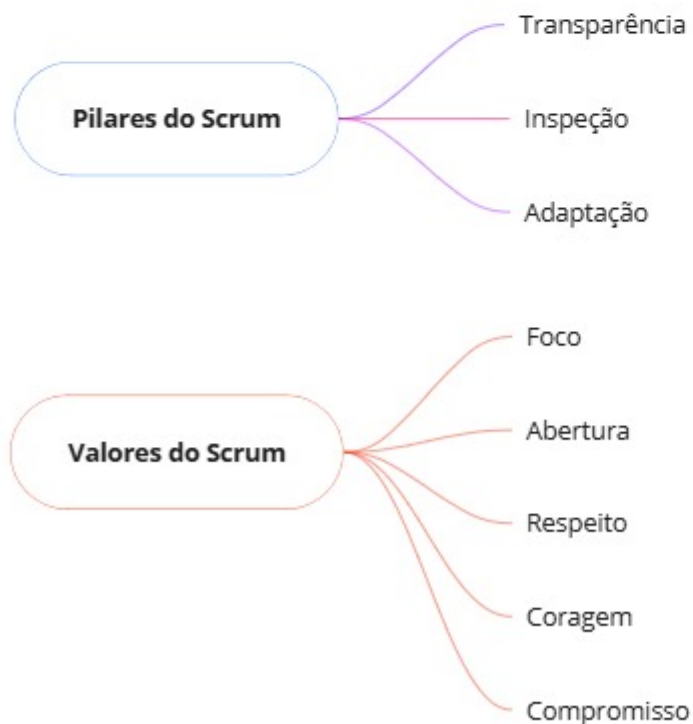 Pilares do Scrum
Transparência
Inspeção
Adaptação
Valores do Scrum
Foco
Abertura
Respeito
Coragem
Compromisso